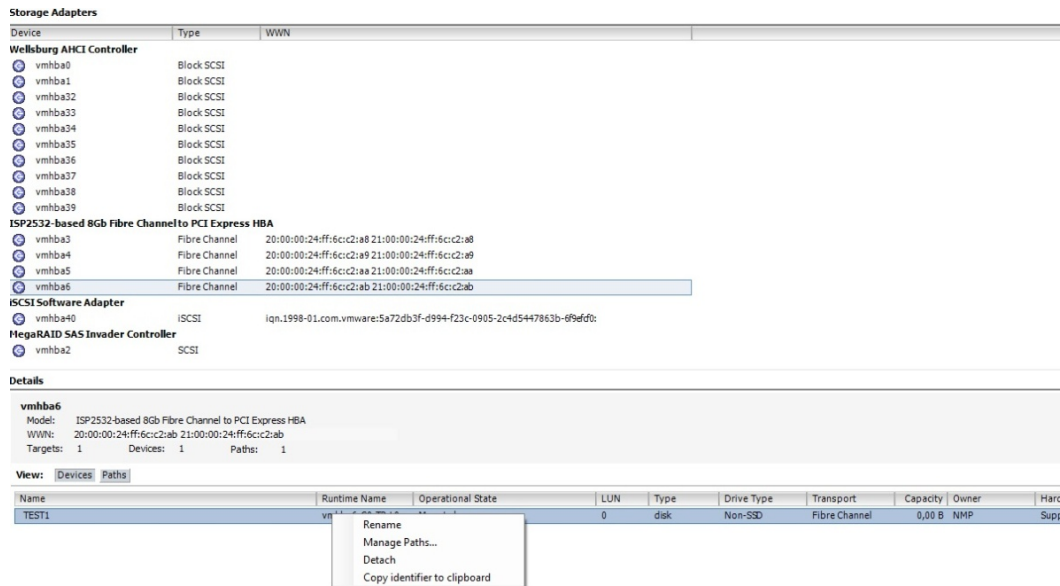 Storage Adapters
Device Type WWN
Wellsburg AHCI Controller
vmhba0 Block SCSI
vmhba1 Block SCSI
vmhba32 Block SCSI
vmhba33 Block SCSI
vmhba34 Block SCSI
vmhba35 Block SCSI
vmhba36 Block SCSI
vmhba37 Block SCSI
vmhba38 Block SCSI
vmhba39 Block SCSI
ISP2532-based 8Gb Fibre Channel to PCI Express HBA
vmhba3 Fibre Channel 20:00:00:24:ff:6c:c2:a8 21:00:00:24:ff:6c:c2:a8
vmhba4 Fibre Channel 20:00:00:24:ff:6c:c2:a9 21:00:00:24:ff:6c:c2:a9
vmhba5 Fibre Channel 20:00:00:24:ff:6c:c2:aa 21:00:00:24:ff:6c:c2:aa
vmhba6 Fibre Channel 20:00:00:24:ff:6c:c2:ab 21:00:00:24:ff:6c:c2:ab
iSCSI Software Adapter
vmhba40 iSCSI iqn.1998-01.com.vmware:5a72db3f-d994-f23c-0905-2c4d5447863b-6f9efdf0:
MegaRAID SAS Invader Controller
vmhba2 SCSI
Details
vmhba6
Model: ISP2532-based 8Gb Fibre Channel to PCI Express HBA
WWN: 20:00:00:24:ff:6c:c2:ab 21:00:00:24:ff:6c:c2:ab
Targets: 1 Devices: 1 Paths: 1
View: Devices Paths
Name Runtime Name Operational State LUN Type Drive Type Transport Capacity Owner Hard
TEST1 0 disk Non-SSD Fibre Channel 0,00 B NMP Supp
Rename
Manage Paths...
Detach
Copy identifier to clipboard